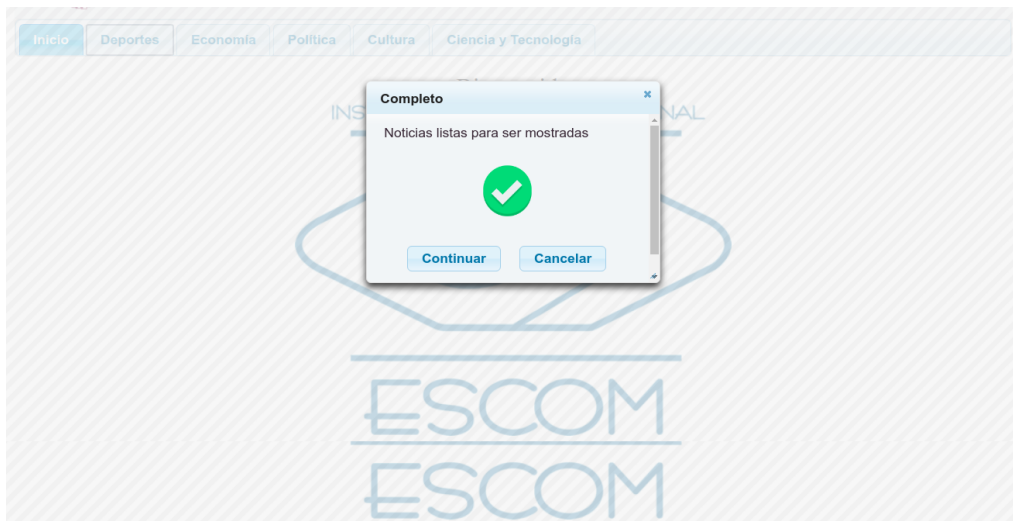 Inicio Deportes Economía Política Cultura Ciencia y Tecnología
Completo
Noticias listas para ser mostradas
Continuar Cancelar
ESCOM
ESCOM